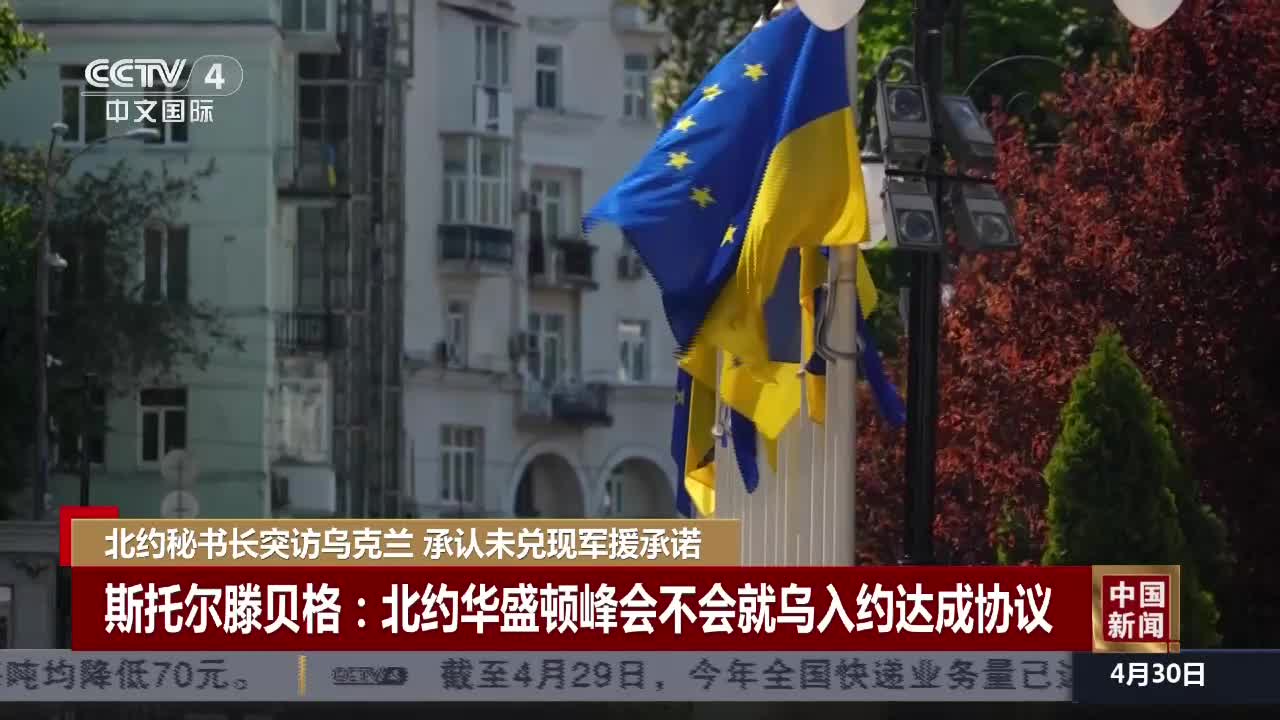 CCTV 4
中文国际
北约秘书长突访乌克兰 承认未兑现军援承诺
斯托尔滕贝格：北约华盛顿峰会不会就乌入约达成协议
中国
新闻
吨均降低70元。 CCTV 截至4月29日，今年全国快递业务量已
4月30日